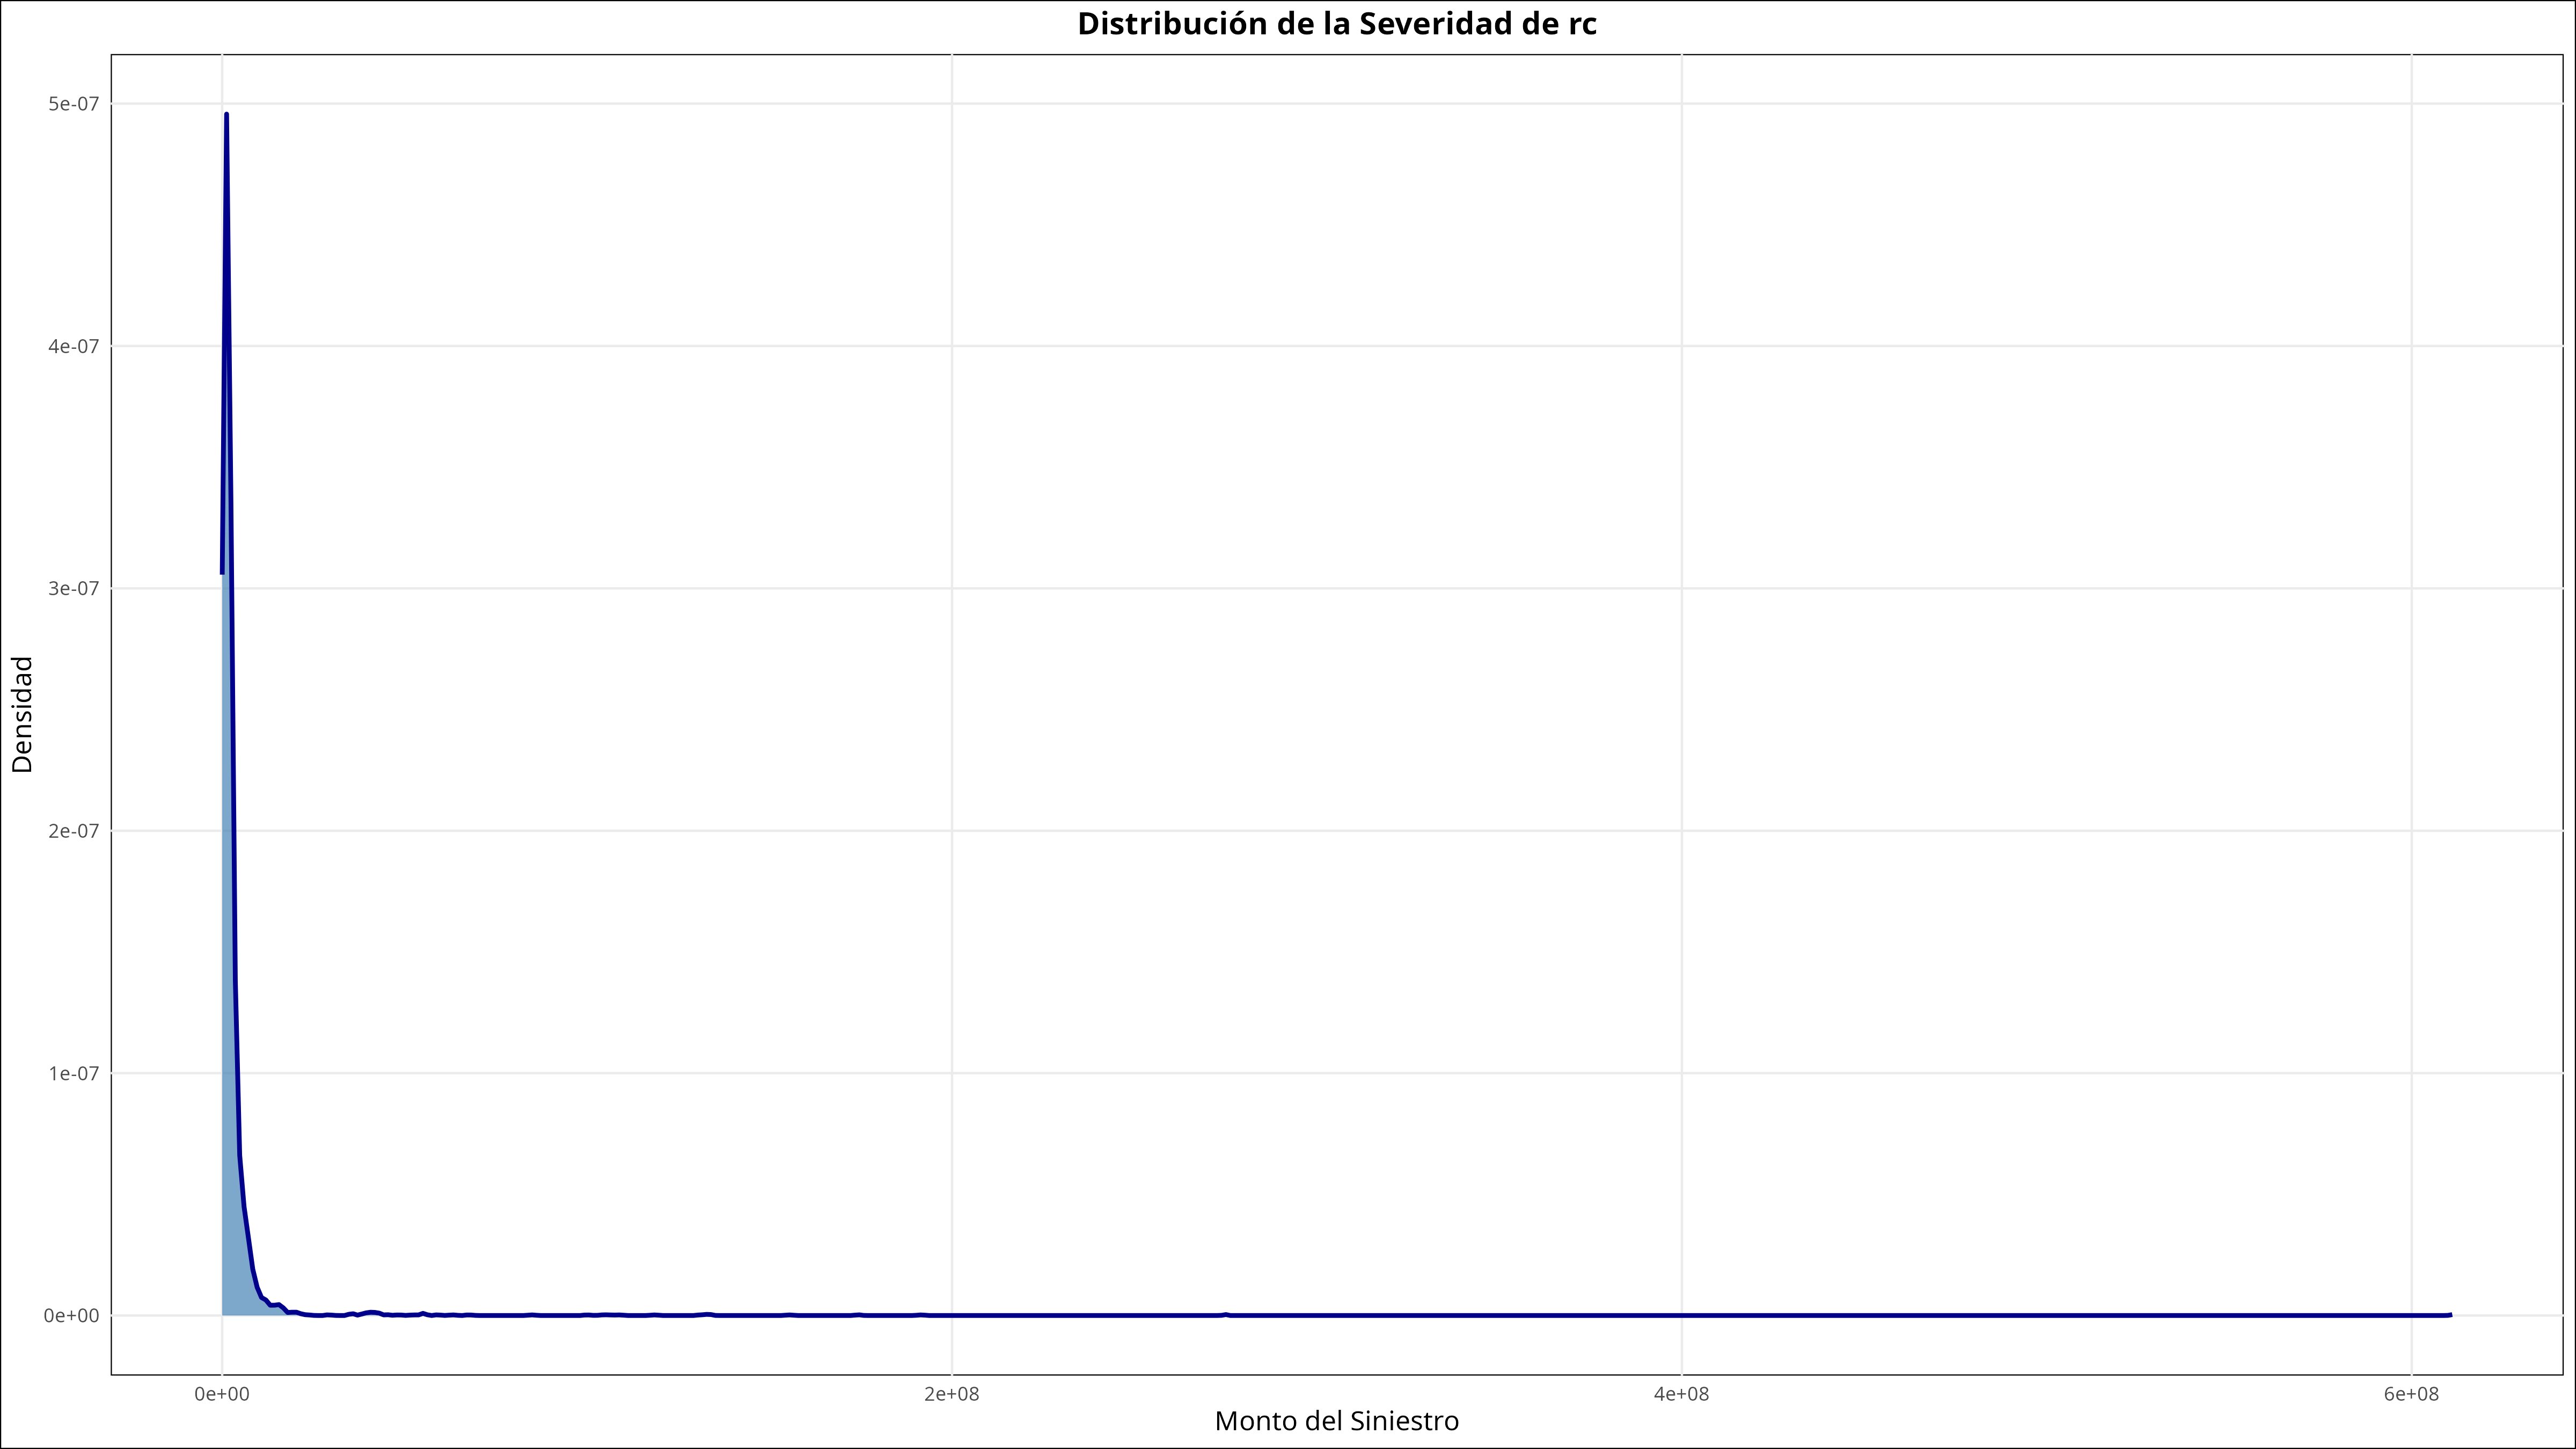 Distribución de la Severidad de rc
5e-07
4e-07
3e-07
2e-07
1e-07
0e+00
Densidad
0e+00 2e+08 4e+08 6e+08
Monto del Siniestro